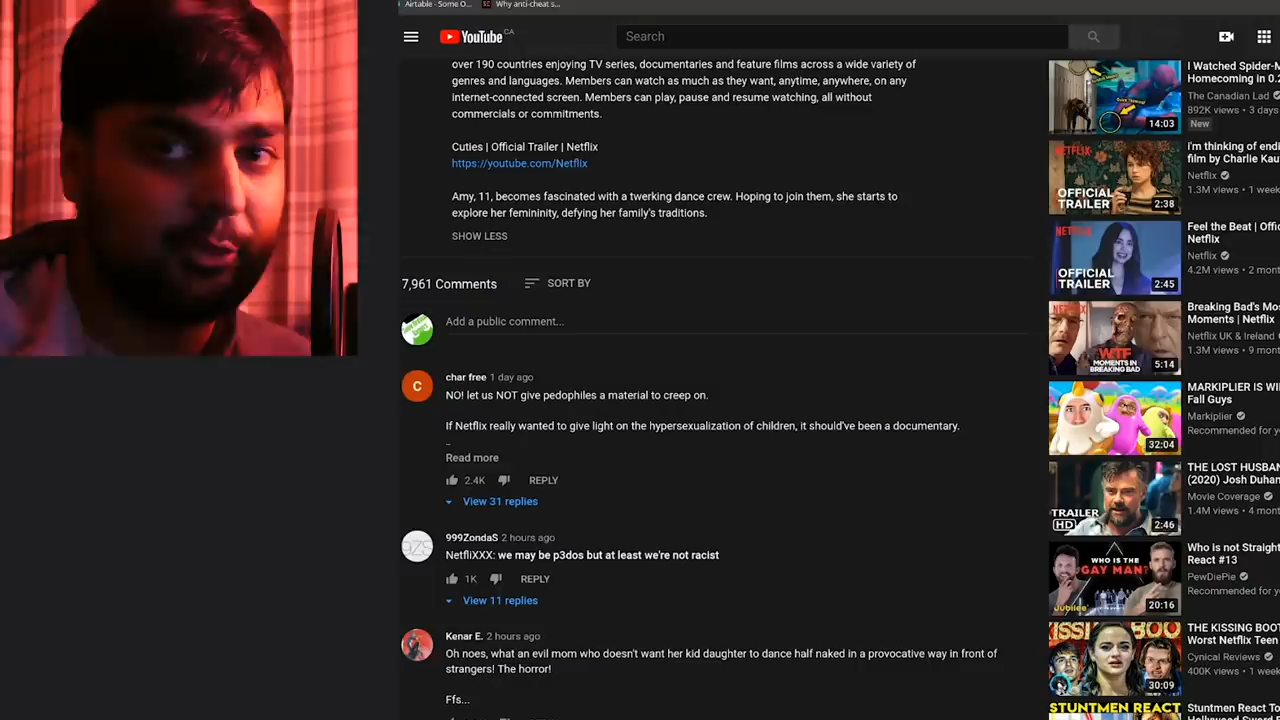 Airtable - Some O...
Why anti-cheat s...
YouTube CA
Search
over 190 countries enjoying TV series, documentaries and feature films across a wide variety of
genres and languages. Members can watch as much as they want, anytime, anywhere, on any
internet-connected screen. Members can play, pause and resume watching, all without
commercials or commitments.
Cuties | Official Trailer | Netflix
https://youtube.com/Netflix
Amy, 11, becomes fascinated with a twerking dance crew. Hoping to join them, she starts to
explore her femininity, defying her family's traditions.
SHOW LESS
7,961 Comments
SORT BY
Add a public comment...
C
char free 1 day ago
NO! let us NOT give pedophiles a material to creep on.
If Netflix really wanted to give light on the hypersexualization of children, it should've been a documentary.
Read more
2.4K
REPLY
View 31 replies
999ZondaS 2 hours ago
NetfliXXX: we may be p3dos but at least we're not racist
1K
REPLY
View 11 replies
Kenar E. 2 hours ago
Oh noes, what an evil mom who doesn't want her kid daughter to dance half naked in a provocative way in front of
strangers! The horror!
Ffs...
14:03
I Watched Spider-M
Homecoming in 0.2
The Canadian Lad
892K views • 3 days
New
NETFLIX
OFFICIAL
TRAILER
2:38
I'm thinking of endi
film by Charlie Kau
Netflix
1.3M views • 1 week
NETFLIX
OFFICIAL
TRAILER
2:45
Feel the Beat | Offic
Netflix
Netflix
4.2M views • 2 mont
WTF
MOMENTS IN
BREAKING BAD
5:14
Breaking Bad's Mos
Moments | Netflix
Netflix UK & Ireland
1.3M views • 9 mon
32:04
MARKIPLIER IS WI
Fall Guys
Markiplier
Recommended for y
TRAILER
HD
2:46
THE LOST HUSBAN
(2020) Josh Duham
Movie Coverage
1.4M views • 4 mont
WHO IS THE
GAY MAN?
Jubilee
20:16
Who is not Straight
React #13
PewDiePie
Recommended for y
KISSING BOO
30:09
THE KISSING BOOT
Worst Netflix Teen
Cynical Reviews
400K views • 1 week
STUNTMEN REACT
Stuntmen React To